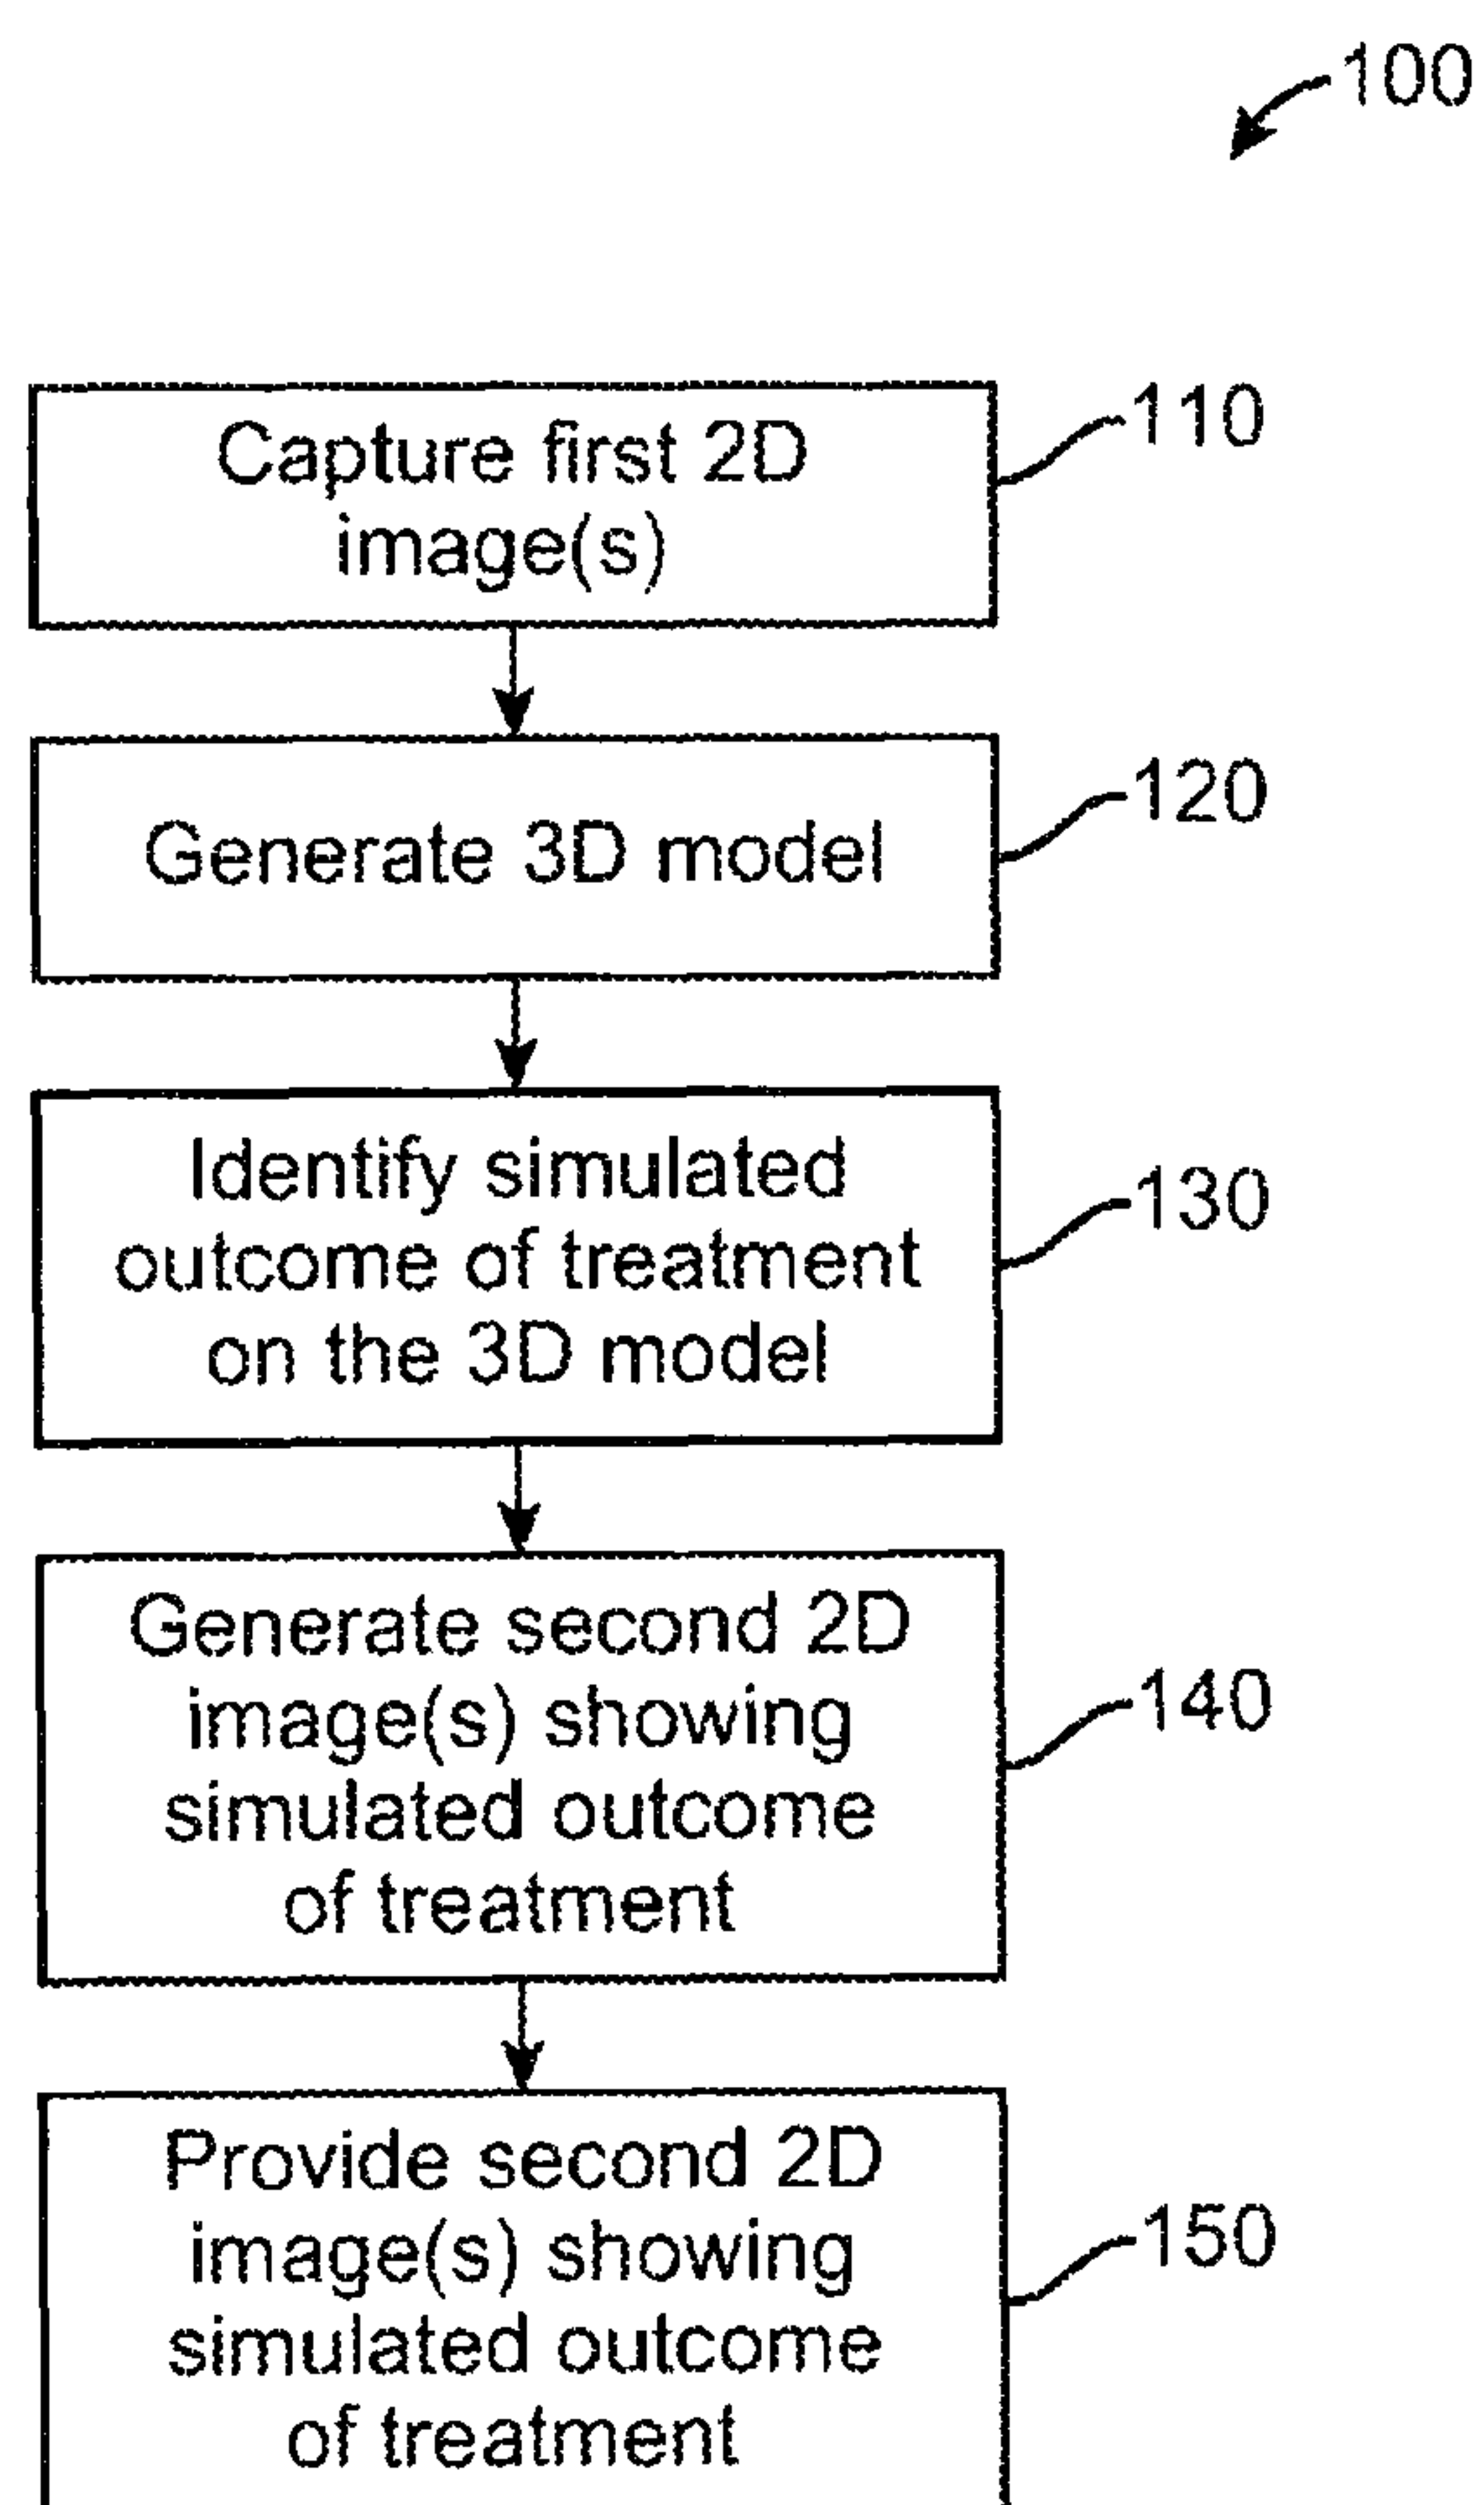 100
Capture first 2D
image(s)
110
Generate 3D model
120
Identify simulated
outcome of treatment
on the 3D model
130
Generate second 2D
image(s) showing
simulated outcome
of treatment
140
Provide second 2D
image(s) showing
simulated outcome
of treatment
150